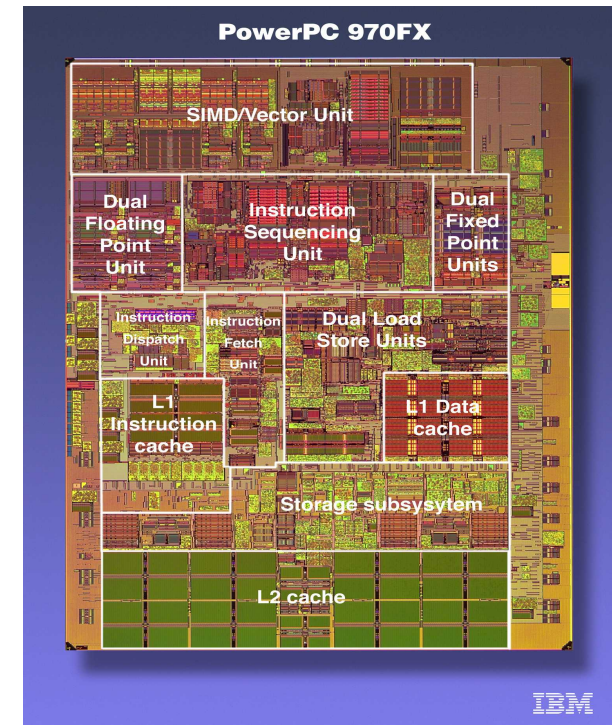 PowerPC 970FX
SIMD/Vector Unit
Dual
Floating
Point
Unit
Instruction
Sequencing
Unit
Dual
Fixed
Point
Units
Instruction
Dispatch
Unit
Instruction
Fetch
Unit
Dual Load
Store Units
L1
Instruction
cache
L1 Data
cache
Storage subsysytem
L2 cache
IBM